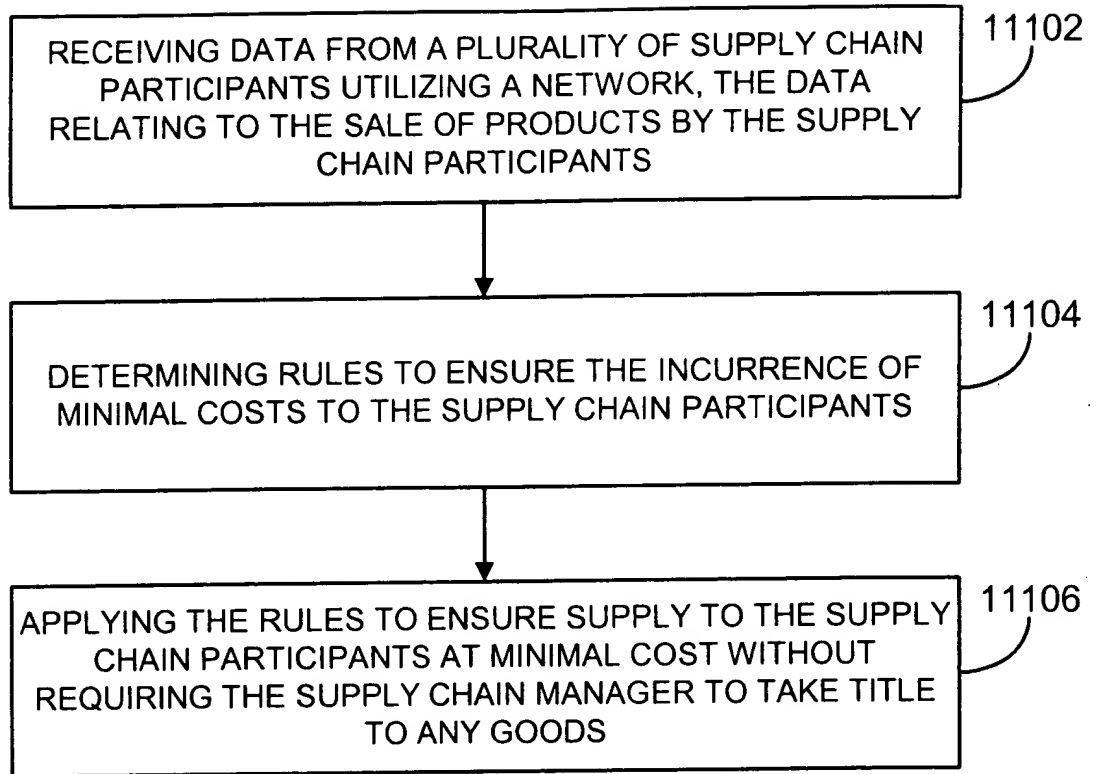 RECEIVING DATA FROM A PLURALITY OF SUPPLY CHAIN
PARTICIPANTS UTILIZING A NETWORK, THE DATA
RELATING TO THE SALE OF PRODUCTS BY THE SUPPLY
CHAIN PARTICIPANTS
11102
DETERMINING RULES TO ENSURE THE INCURRENCE OF
MINIMAL COSTS TO THE SUPPLY CHAIN PARTICIPANTS
11104
APPLYING THE RULES TO ENSURE SUPPLY TO THE SUPPLY
CHAIN PARTICIPANTS AT MINIMAL COST WITHOUT
REQUIRING THE SUPPLY CHAIN MANAGER TO TAKE TITLE
TO ANY GOODS
11106